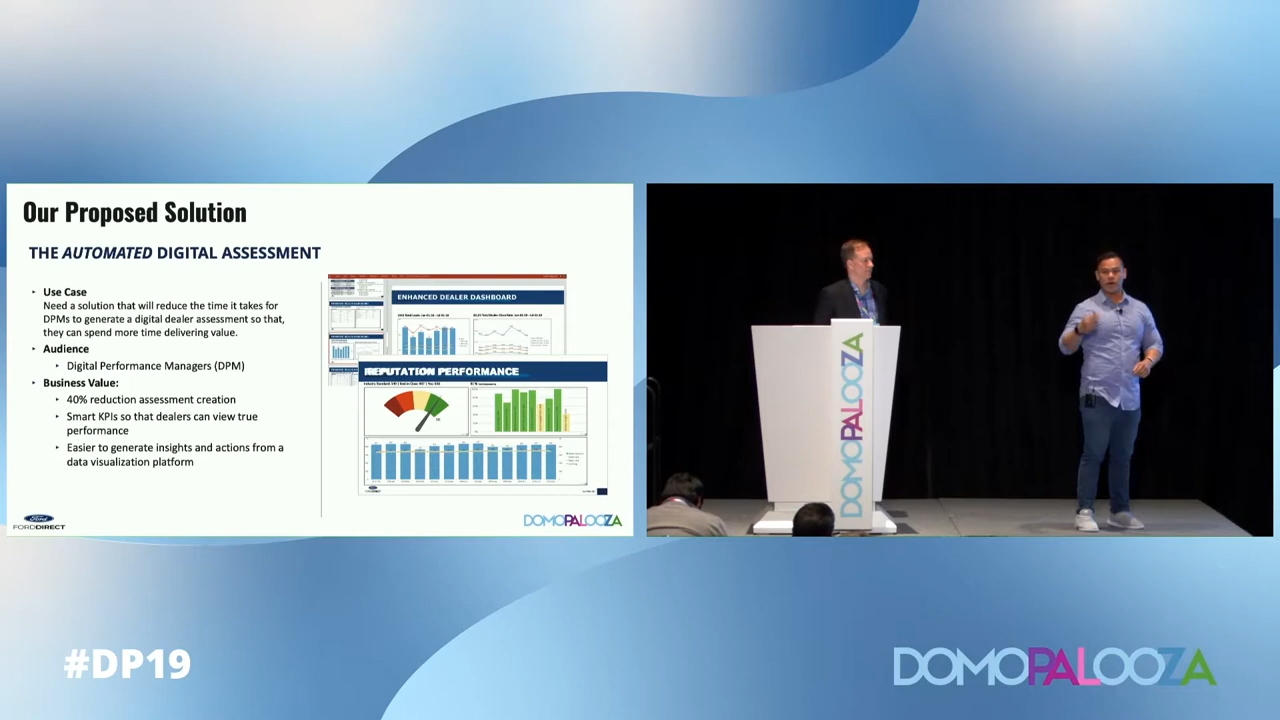 Our Proposed Solution
THE AUTOMATED DIGITAL ASSESSMENT
Use Case
Need a solution that will reduce the time it takes for
DPMs to generate a digital dealer assessment so that,
they can spend more time delivering value.
Audience
Digital Performance Managers (DPM)
Business Value:
40% reduction assessment creation
Smart KPIs so that dealers can view true
performance
Easier to generate insights and actions from a
data visualization platform
ENHANCED DEALER DASHBOARD
REPUTATION PERFORMANCE
Ford
FORDDIRECT
DOMOPALOOZA
DOMOPALOOZA
#DP19
DOMOPALOOZA